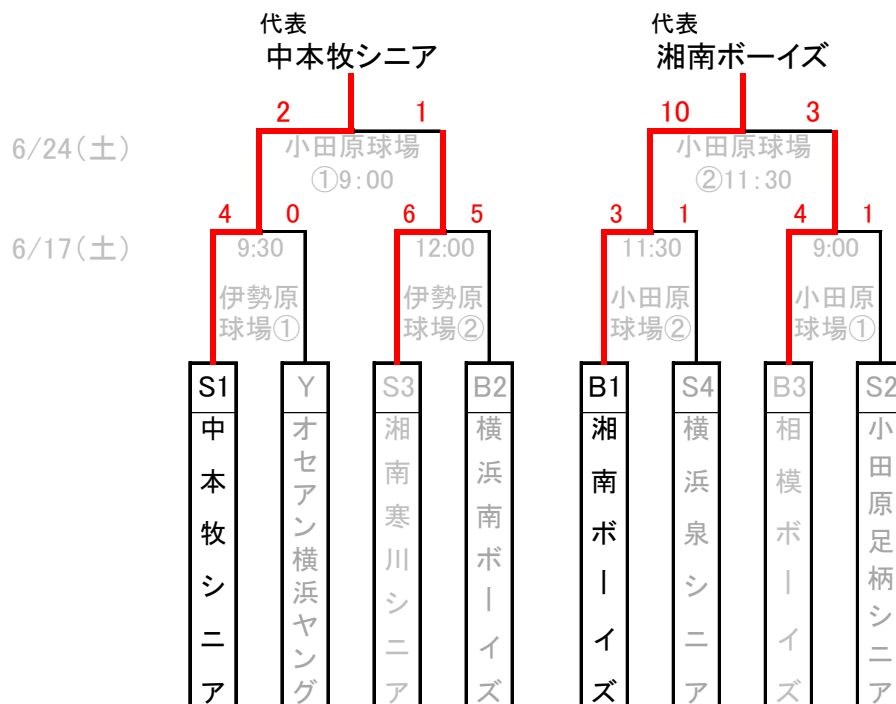 代表
中本牧シニア
代表
湘南ボーイズ
2
1
10
3
6/24(土)
小田原球場
①9:00
小田原球場
②11:30
4
0
6
5
3
1
4
1
6/17(土)
9:30
12:00
11:30
9:00
伊勢原
球場①
伊勢原
球場②
小田原
球場②
小田原
球場①
S1
Y
S3
B2
B1
S4
B3
S2
中本牧シニア
オセアン横浜ヤング
湘南寒川シニア
横浜南ボーイズ
湘南ボーイズ
横浜泉シニア
相模ボーイズ
小田原足柄シニア